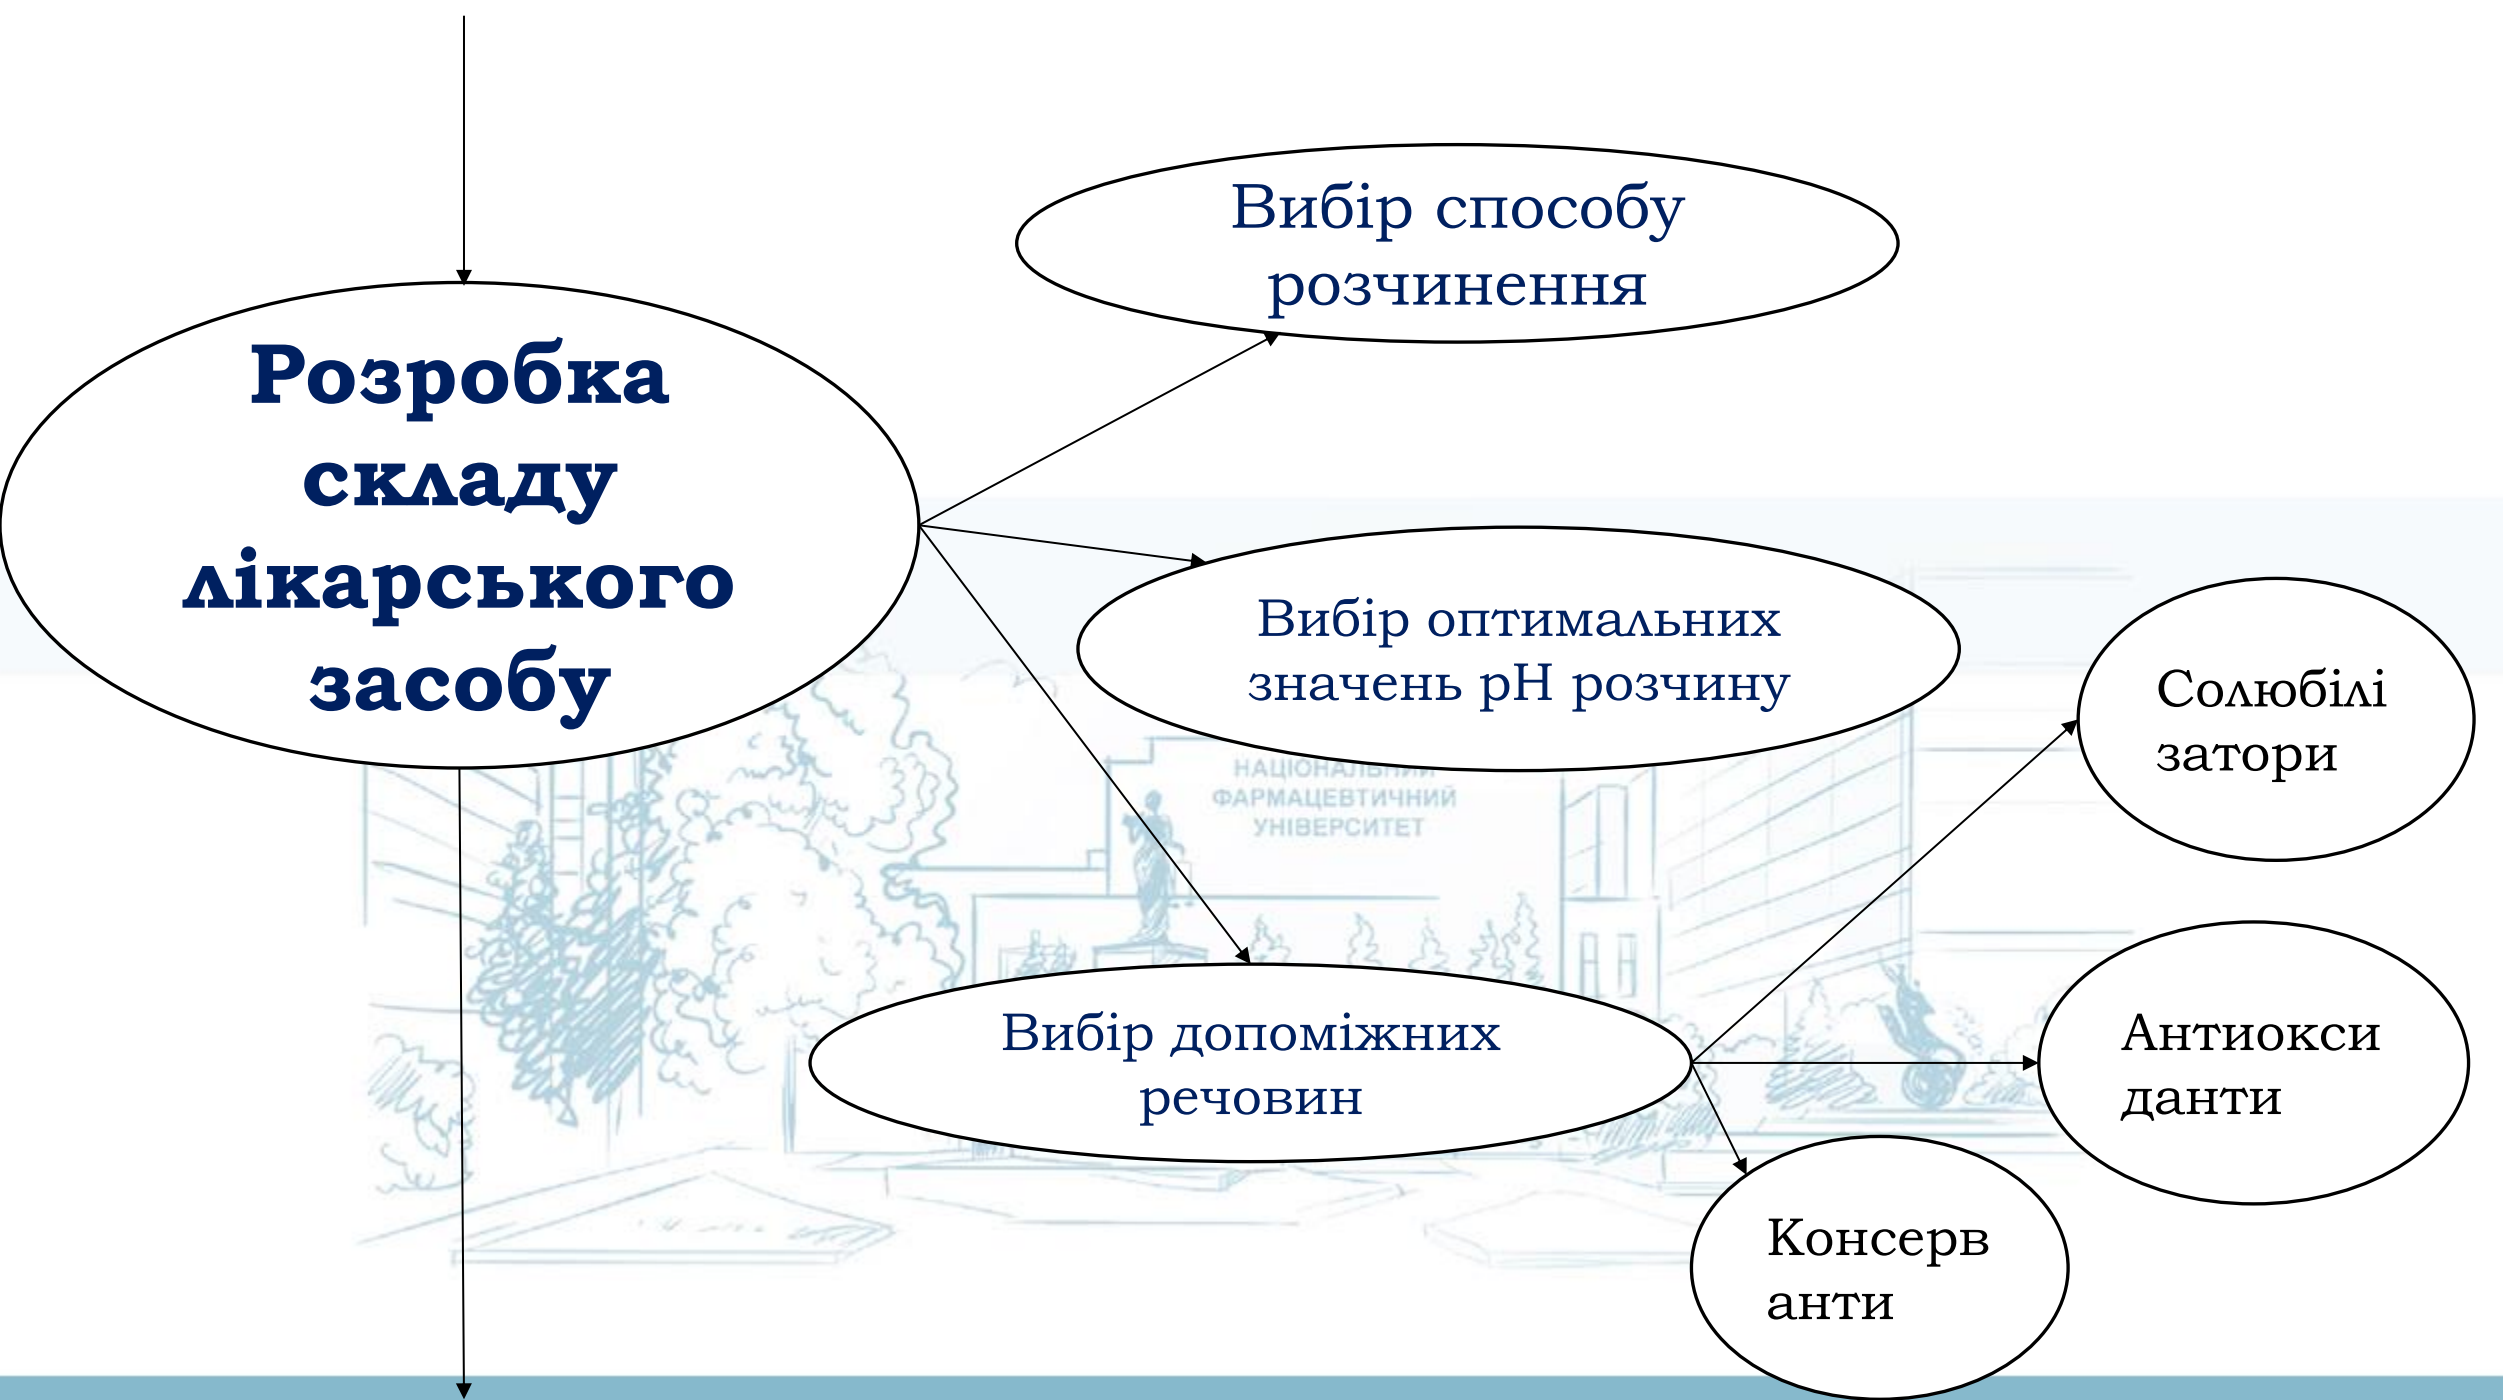 Вибір способу
розчинення
Розробка
складу
лікарського
засобу
Вибір оптимальних
значень рН розчину
Солюбілі
затори
НАЦІОНАЛЬНИЙ
ФАРМАЦЕВТИЧНИЙ
УНІВЕРСИТЕТ
Вибір допоміжних
речовин
Антиокси
данти
Консерв
анти